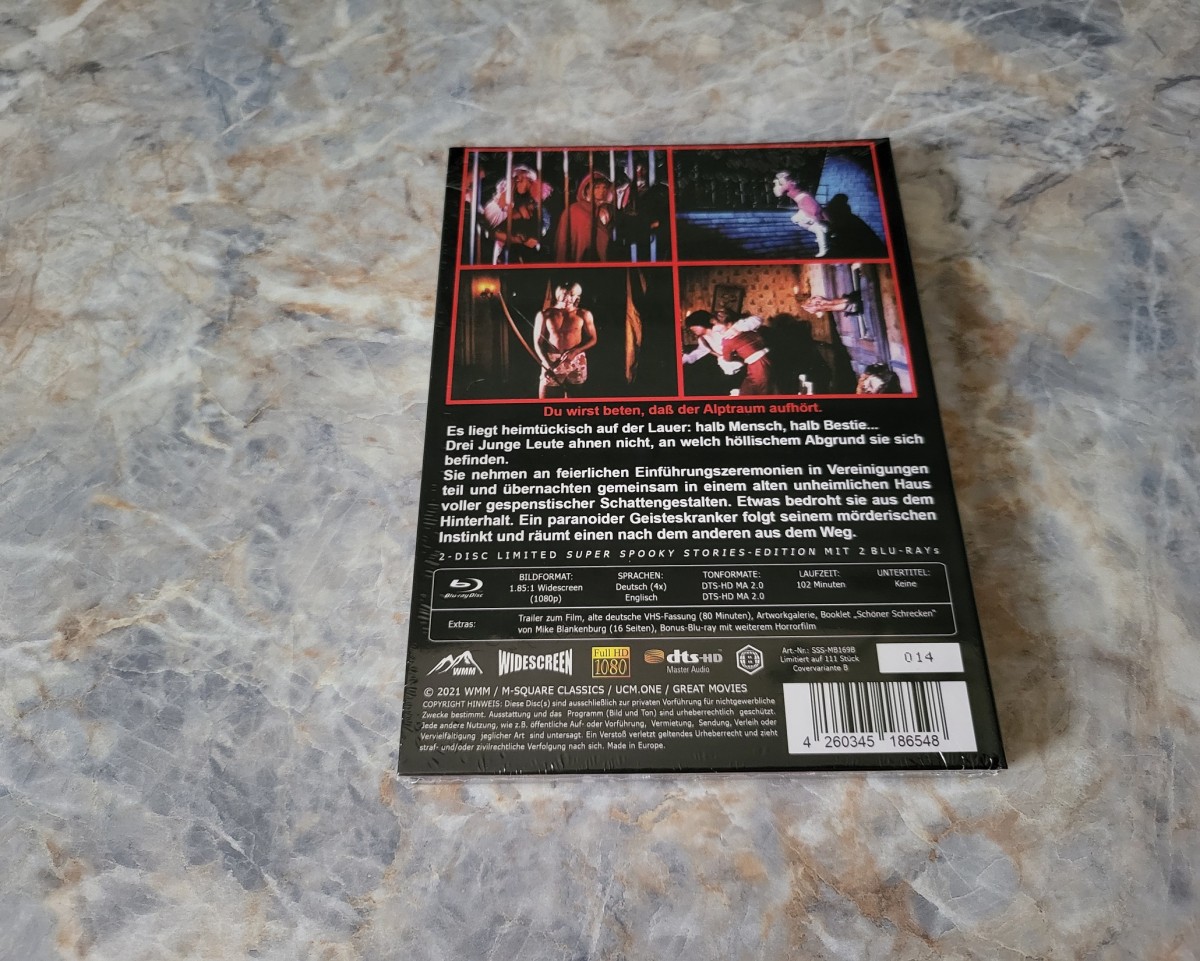 Du wirst beten, daß der Alptraum aufhört.
Es liegt heimtückisch auf der Lauer: halb Mensch, halb Bestie...
Drei Junge Leute ahnen nicht, an welch höllischem Abgrund sie sich
befinden.
Sie nehmen an feierlichen Einführungszeremonien in Vereinigungen
teil und übernachten gemeinsam in einem alten unheimlichen Haus
voller gespenstischer Schattengestalten. Etwas bedroht sie aus dem
Hinterhalt. Ein paranoider Geisteskranker folgt seinem mörderischen
Instinkt und räumt einen nach dem anderen aus dem Weg.
2-DISC LIMITED SUPER SPOOKY STORIES-EDITION MIT 2 BLU-RAYs
Blu-ray Disc
BILDFORMAT: SPRACHEN: TONFORMATE: LAUFZEIT: UNTERTITEL:
1.85:1 Widescreen Deutsch (4x) DTS-HD MA 2.0 102 Minuten Keine
(1080p) Englisch DTS-HD MA 2.0
Extras: Trailer zum Film, alte deutsche VHS-Fassung (80 Minuten), Artworkgalerie, Booklet „Schöner Schrecken"
von Mike Blankenburg (16 Seiten), Bonus-Blu-ray mit weiterem Horrorfilm
WMM WIDESCREEN Full HD 1080 dts-HD Master Audio
Art.-Nr.: SSS-MB169B
Limitiert auf 111 Stück
Covervariante B
014
© 2021 WMM / M-SQUARE CLASSICS / UCM.ONE / GREAT MOVIES
COPYRIGHT HINWEIS: Diese Disc(s) sind ausschließlich zur privaten Vorführung für nichtgewerbliche
Zwecke bestimmt. Ausstattung und das Programm (Bild und Ton) sind urheberrechtlich geschützt.
Jede andere Nutzung, wie z.B. öffentliche Auf- oder Vorführung, Vermietung, Sendung, Verleih oder
Vervielfältigung jeglicher Art sind untersagt. Ein Verstoß verletzt geltendes Urheberrecht und zieht
straf- und/oder zivilrechtliche Verfolgung nach sich. Made in Europe.
4 260345 186548